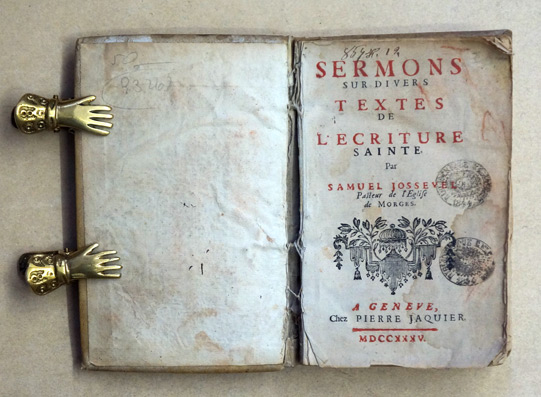 SERMONS
SUR DIVERS
TEXTES
DE
L'ECRITURE
SAINTE.
Par
SAMUEL JOSSEVEL
Pasteur de l'Eglise
de MORGES.
A GENEVE,
Chez PIERRE JAQUIER.
MDCCXXXV.